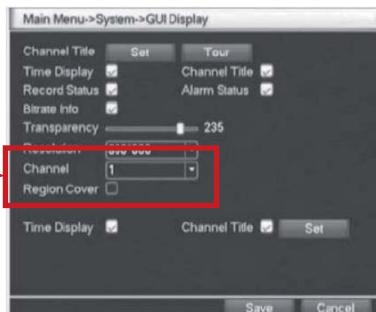 Main Menu->System->GUI Display
Channel Title Set Tour
Time Display Channel Title
Record Status Alarm Status
Bitrate Info
Transparency 235
Resolution
Channel 1
Region Cover
Time Display Channel Title Set
Save Cancel